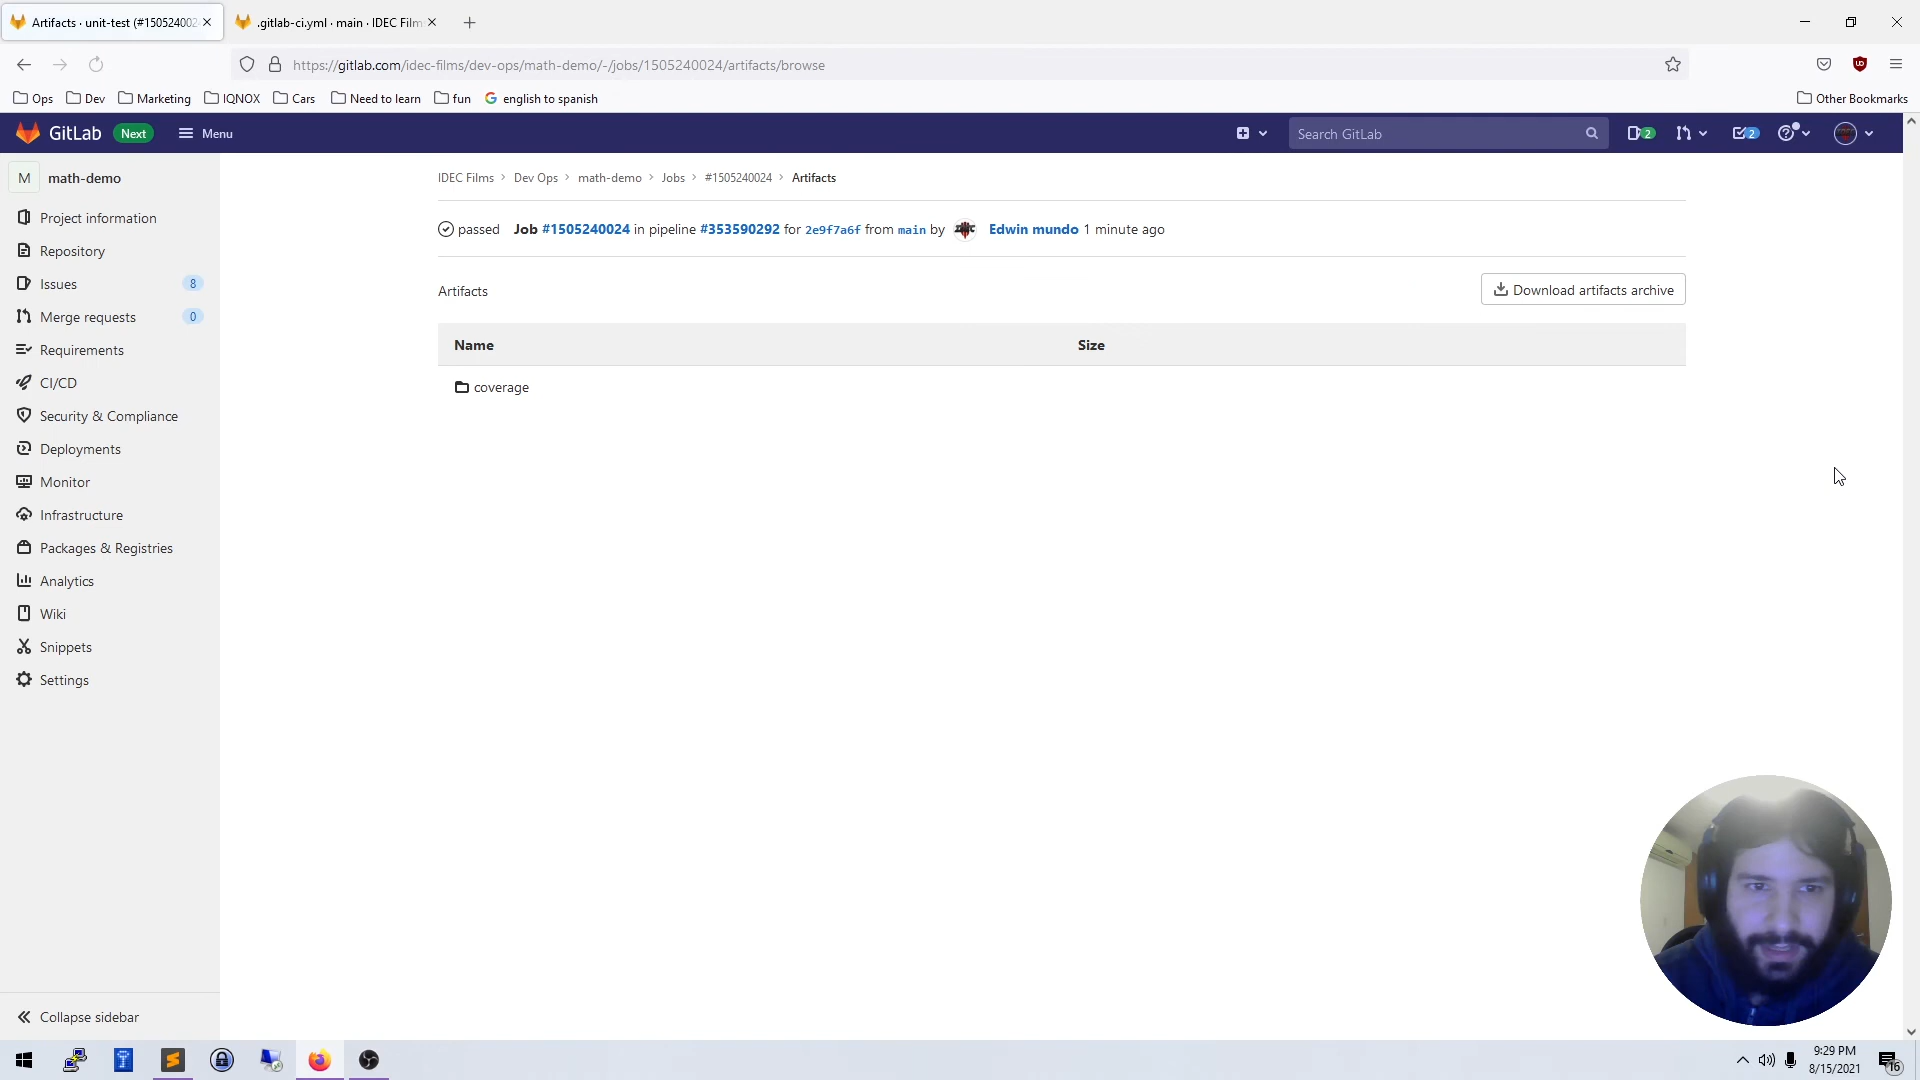 Artifacts · unit-test (#1505240024
.gitlab-ci.yml · main · IDEC Film
https://gitlab.com/idec-films/dev-ops/math-demo/-/jobs/1505240024/artifacts/browse
Ops
Dev
Marketing
IQNOX
Cars
Need to learn
fun
english to spanish
Other Bookmarks
GitLab
Next
Menu
Search GitLab
2
2
M
math-demo
Project information
Repository
Issues
8
Merge requests
0
Requirements
CI/CD
Security & Compliance
Deployments
Monitor
Infrastructure
Packages & Registries
Analytics
Wiki
Snippets
Settings
Collapse sidebar
IDEC Films › Dev Ops › math-demo › Jobs › #1505240024 › Artifacts
passed Job #1505240024 in pipeline #353590292 for 2e9f7a6f from main by Edwin mundo 1 minute ago
Artifacts
Download artifacts archive
Name
Size
coverage
9:29 PM
8/15/2021
16